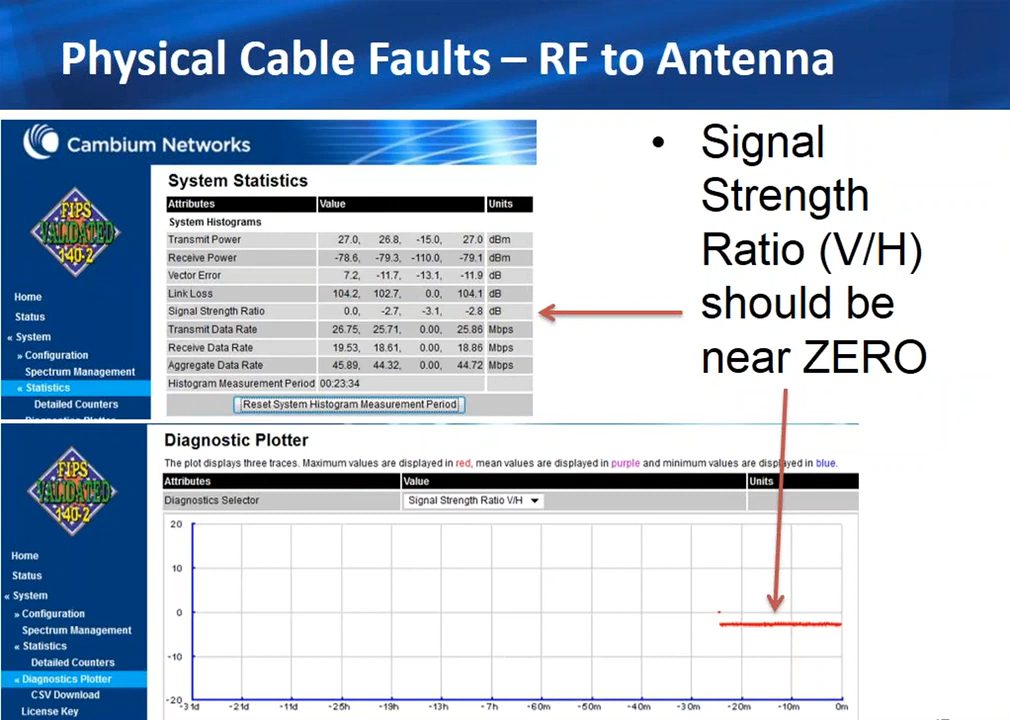 Physical Cable Faults – RF to Antenna
Cambium Networks
FIPS
VALIDATED
140-2
Home
Status
« System
» Configuration
Spectrum Management
« Statistics
Detailed Counters
System Statistics
Attributes Value Units
System Histograms
Transmit Power 27.0, 26.8, -15.0, 27.0 dBm
Receive Power -78.6, -79.3, -110.0, -79.1 dBm
Vector Error 7.2, -11.7, -13.1, -11.9 dB
Link Loss 104.2, 102.7, 0.0, 104.1 dB
Signal Strength Ratio 0.0, -2.7, -3.1, -2.8 dB
Transmit Data Rate 26.75, 25.71, 0.00, 25.86 Mbps
Receive Data Rate 19.53, 18.61, 0.00, 18.86 Mbps
Aggregate Data Rate 45.89, 44.32, 0.00, 44.72 Mbps
Histogram Measurement Period 00:23:34
Reset System Histogram Measurement Period
• Signal
Strength
Ratio (V/H)
should be
near ZERO
FIPS
VALIDATED
140-2
Home
Status
« System
» Configuration
Spectrum Management
« Statistics
Detailed Counters
« Diagnostics Plotter
CSV Download
License Key
Diagnostic Plotter
The plot displays three traces. Maximum values are displayed in red, mean values are displayed in purple and minimum values are displayed in blue.
Attributes Value Units
Diagnostics Selector Signal Strength Ratio V/H
20
10
0
-10
-20
-31d -21d -11d -25h -19h -13h -7h -60m -50m -40m -30m -20m -10m 0m